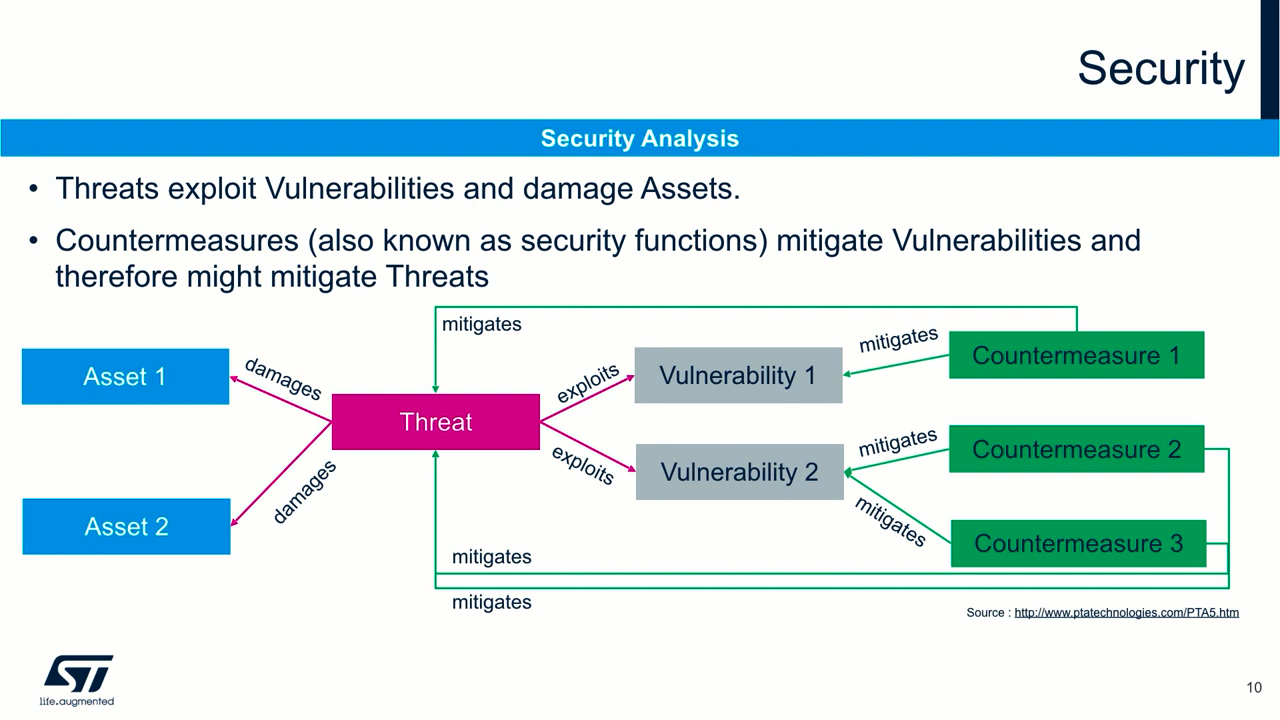 Security
Security Analysis
• Threats exploit Vulnerabilities and damage Assets.
• Countermeasures (also known as security functions) mitigate Vulnerabilities and
therefore might mitigate Threats
mitigates
mitigates
Countermeasure 1
Asset 1
damages
exploits
Vulnerability 1
Threat
mitigates
Countermeasure 2
exploits
Vulnerability 2
damages
mitigates
Asset 2
Countermeasure 3
mitigates
mitigates
Source : http://www.ptatechnologies.com/PTA5.htm
ST
life.augmented
10